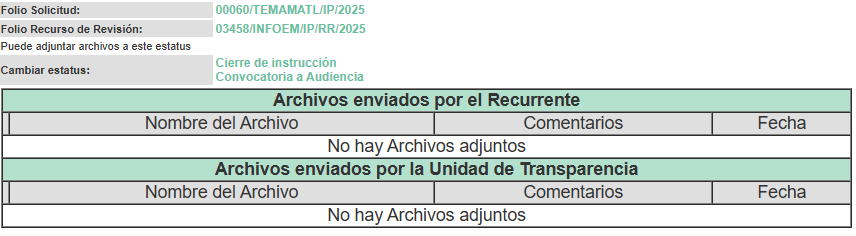 Folio Solicitud: 00060/TEMAMATL/IP/2025
Folio Recurso de Revisión: 03458/INFOEM/IP/RR/2025
Puede adjuntar archivos a este estatus
Cambiar estatus: Cierre de instrucción
Convocatoria a Audiencia
Archivos enviados por el Recurrente
Nombre del Archivo Comentarios Fecha
No hay Archivos adjuntos
Archivos enviados por la Unidad de Transparencia
Nombre del Archivo Comentarios Fecha
No hay Archivos adjuntos